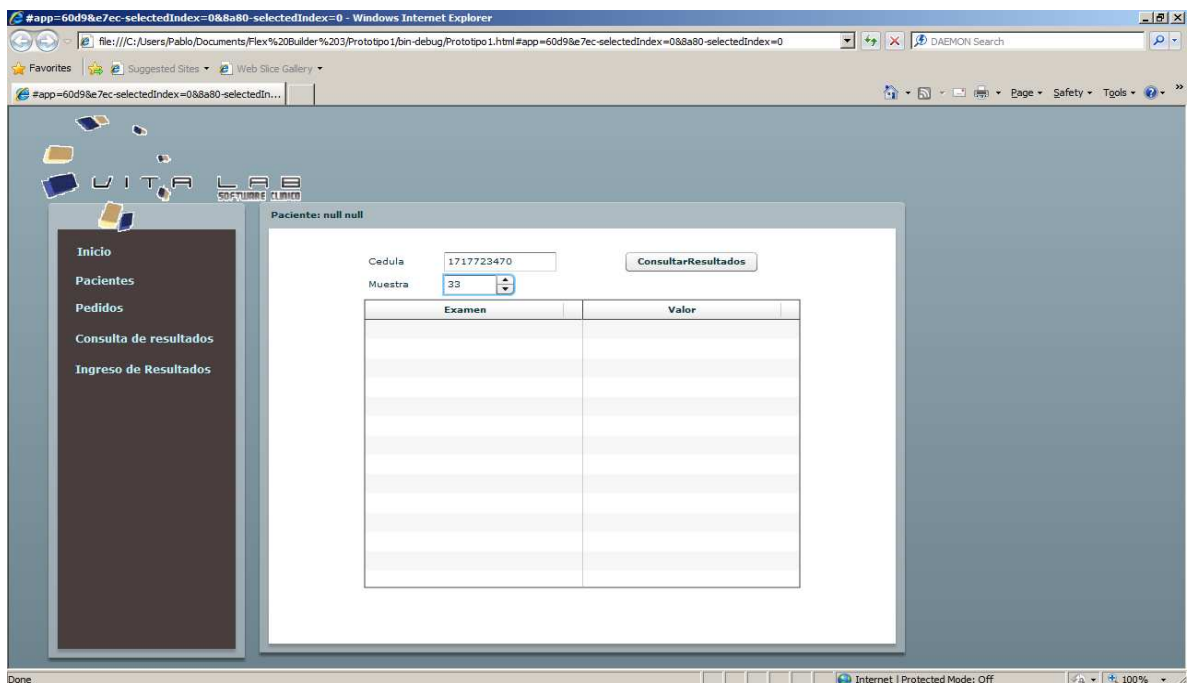 #app=60d9&e7ec-selectedIndex=0&8a80-selectedIndex=0 - Windows Internet Explorer
file:///C:/Users/Pablo/Documents/Flex%20Builder%203/Prototipo1/bin-debug/Prototipo1.html#app=60d9&e7ec-selectedIndex=0&8a80-selectedIndex=0
DAEMON Search
Favorites
Suggested Sites
Web Slice Gallery
#app=60d9&e7ec-selectedIndex=0&8a80-selectedIn...
Page
Safety
Tools
VITA LAB
SOFTWARE CLINICO
Paciente: null null
Inicio
Pacientes
Pedidos
Consulta de resultados
Ingreso de Resultados
Cedula 1717723470 ConsultarResultados
Muestra 33
Examen Valor
Done
Internet | Protected Mode: Off
100%